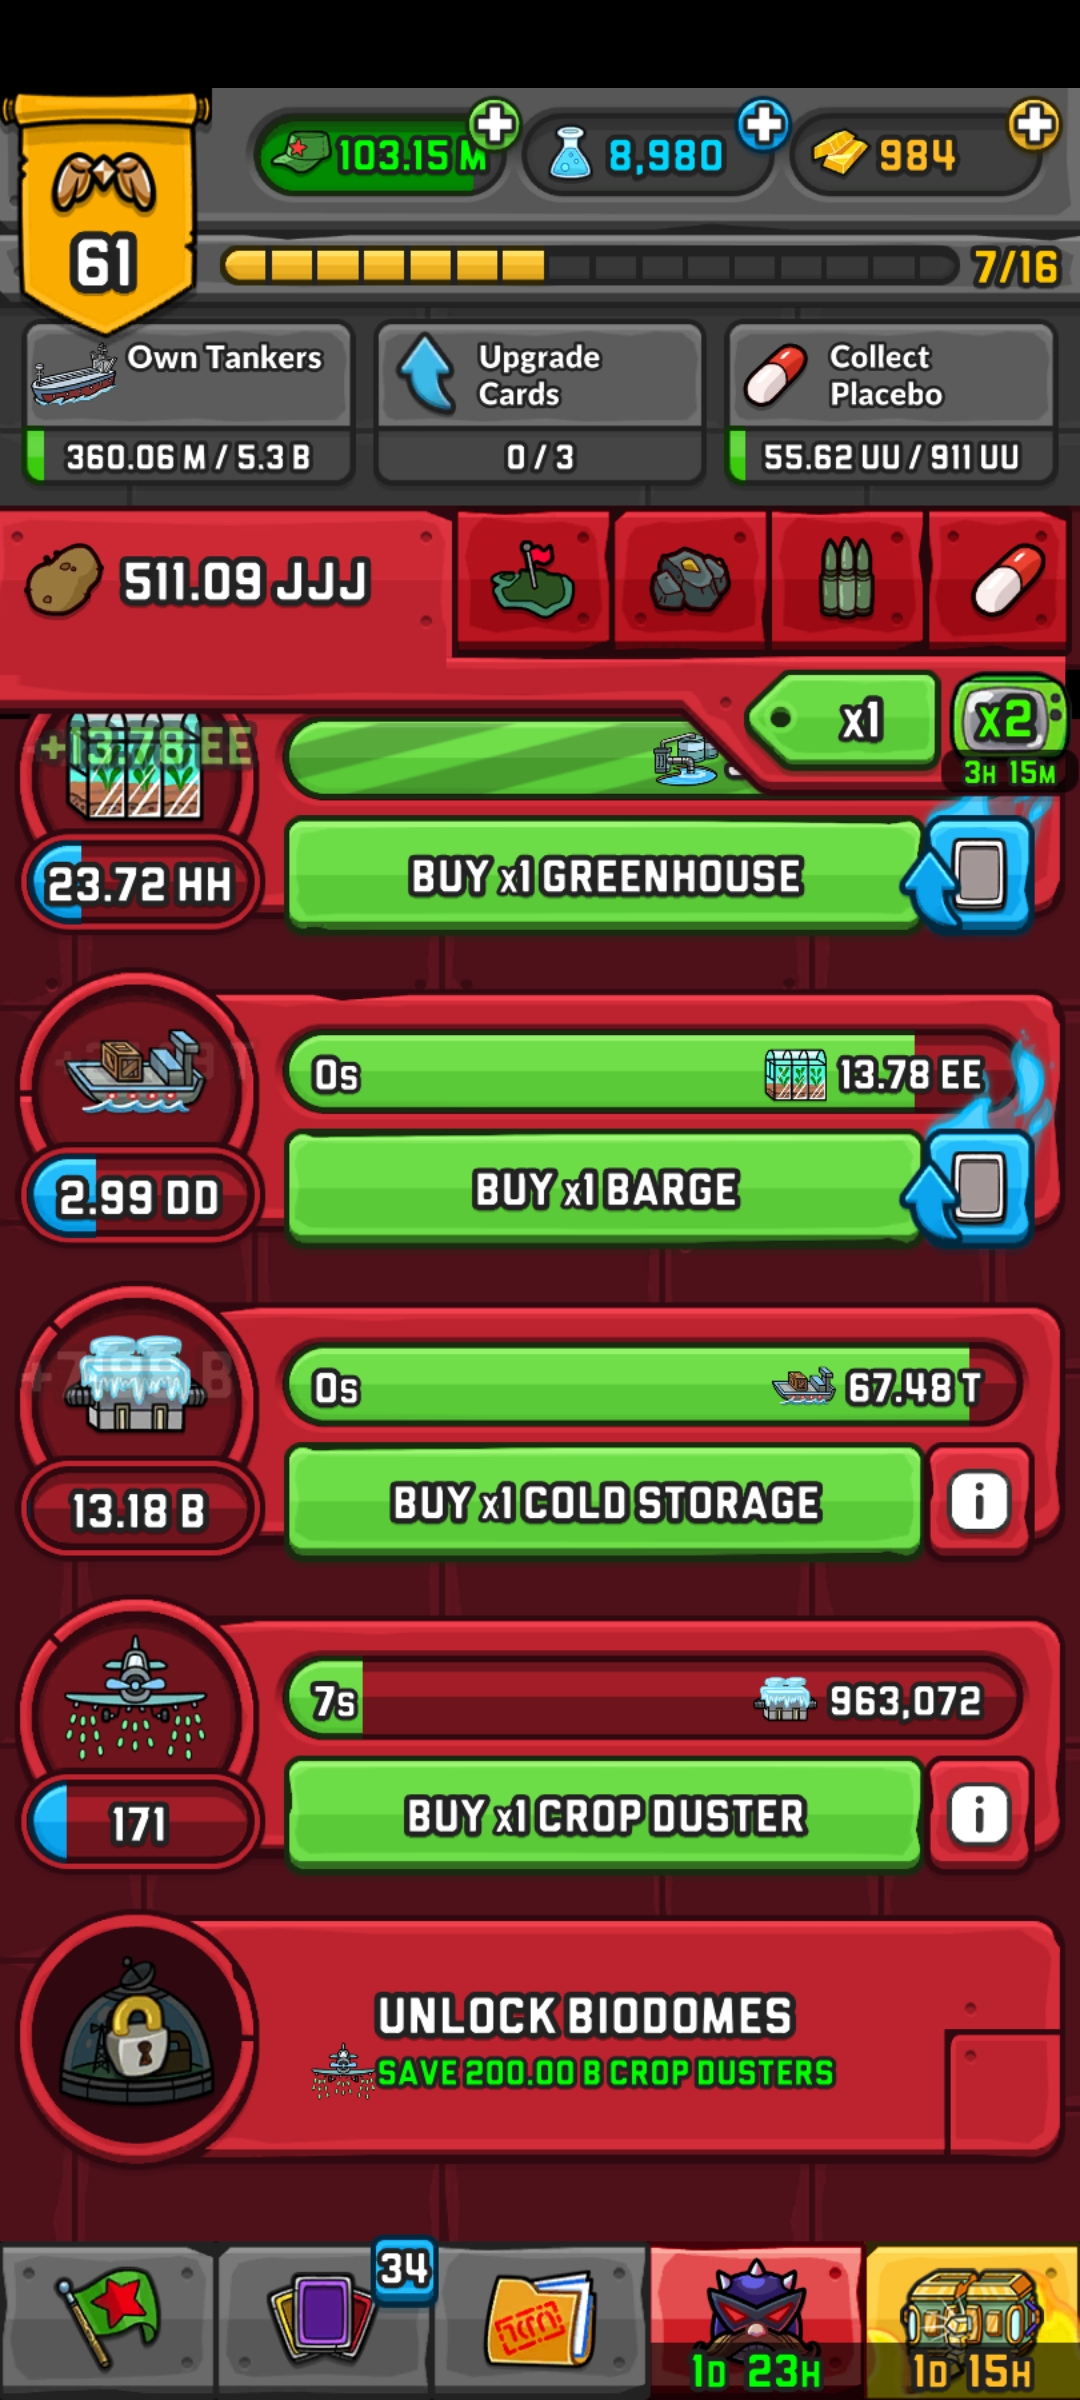 103.15 M
8,980
984
61
7/16
Own Tankers
Upgrade
Cards
Collect
Placebo
360.06 M / 5.3 B
0 / 3
55.62 UU / 911 UU
511.09 JJJ
x1
x2
3H 15M
+13.78 EE
23.72 HH
BUY x1 GREENHOUSE
0s
13.78 EE
2.99 DD
BUY x1 BARGE
0s
67.48 T
13.18 B
BUY x1 COLD STORAGE
i
7s
963,072
171
BUY x1 CROP DUSTER
i
UNLOCK BIODOMES
SAVE 200.00 B CROP DUSTERS
34
1D 23H
1D 15H